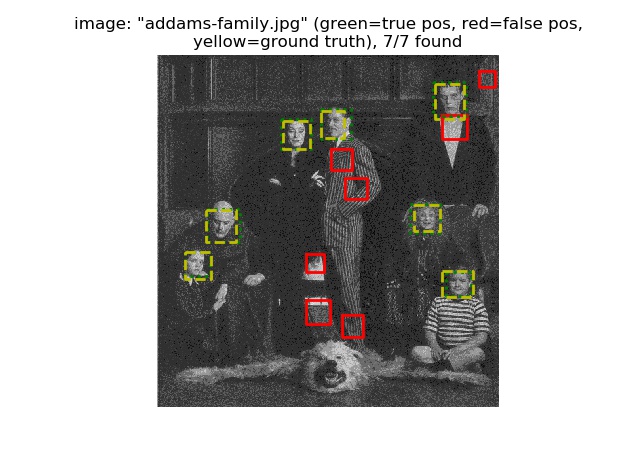 image: "addams-family.jpg" (green=true pos, red=false pos,
yellow=ground truth), 7/7 found